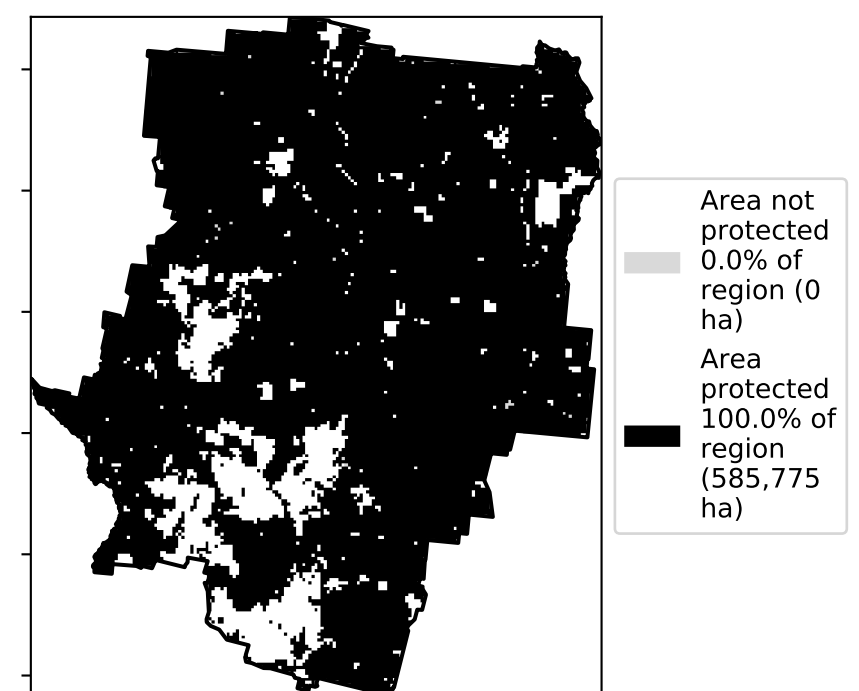 Area not
protected
0.0% of
region (0
ha)
Area
protected
100.0% of
region
(585,775
ha)